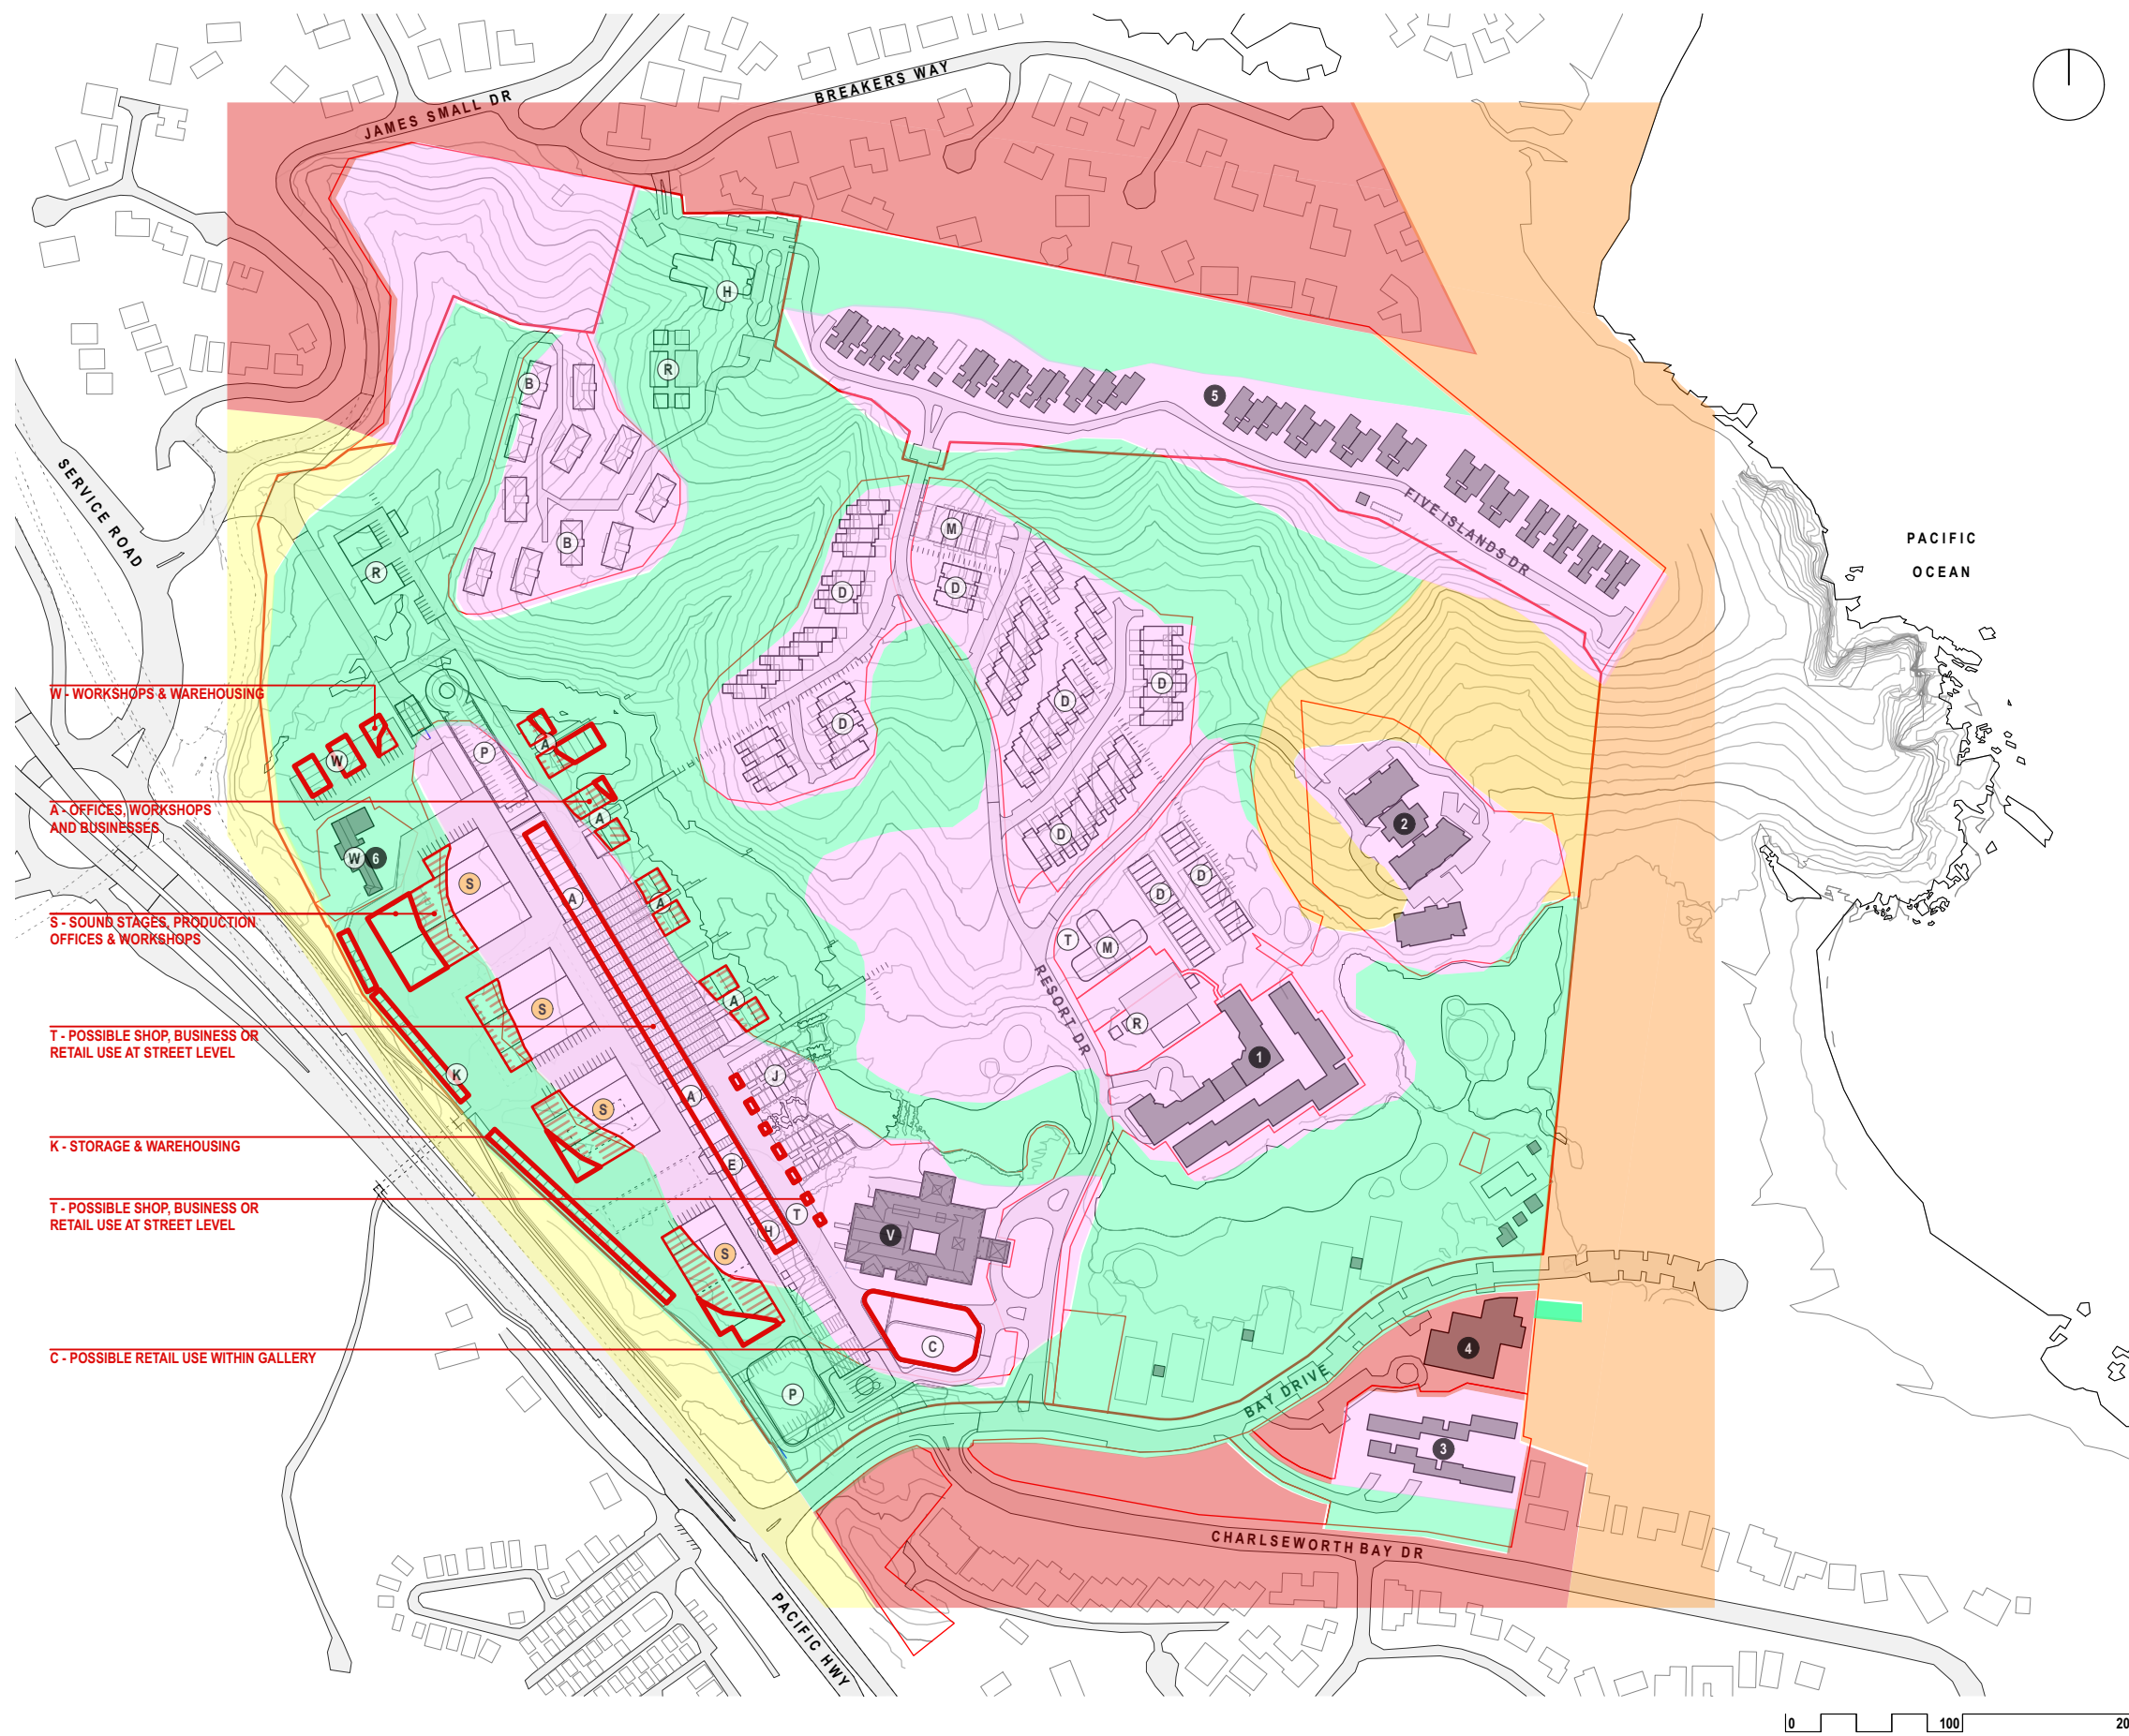 JAMES SMALL DR
BREAKERS WAY
H
R
B
B
5
SERVICE ROAD
FIVE ISLANDS DR
PACIFIC
OCEAN
M
R
D
D
D
D
D
W - WORKSHOPS & WAREHOUSING
P
A
W
A - OFFICES, WORKSHOPS
AND BUSINESSES
A
2
D
W
6
S
A
A
D
D
S - SOUND STAGES, PRODUCTION
OFFICES & WORKSHOPS
T
M
RESORT DR
A
S
R
T - POSSIBLE SHOP, BUSINESS OR
RETAIL USE AT STREET LEVEL
1
K
J
A
S
K - STORAGE & WAREHOUSING
E
T - POSSIBLE SHOP, BUSINESS OR
RETAIL USE AT STREET LEVEL
T
H
V
S
C - POSSIBLE RETAIL USE WITHIN GALLERY
C
4
P
BAY DRIVE
3
CHARLSEWORTH BAY DR
PACIFIC HWY
0
100
20